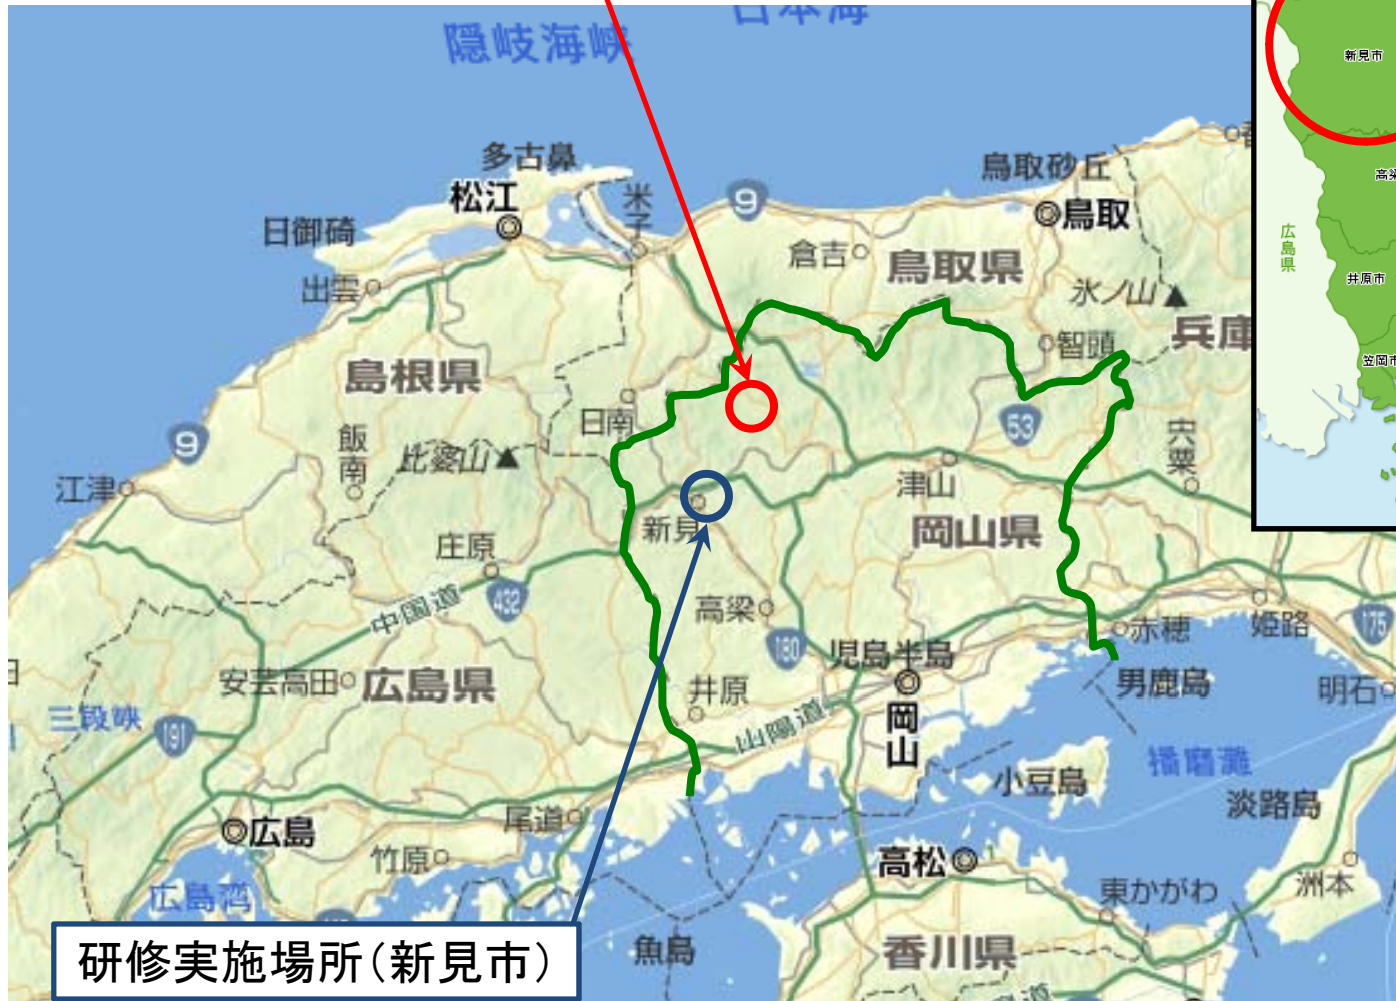 日本海
隠岐海峡
新見市
多古鼻
鳥取砂丘
松江
米子
9
鳥取
広島県
日御碕
倉吉
鳥取県
井原市
出雲
氷ノ山
智頭
島根県
日南
53
宍粟
9
飯南
比婆山
江津
津山
新見
岡山県
庄原
432
中国道
高梁
180
赤穂
姫路
175
児島半島
安芸高田
広島県
井原
男鹿島
明石
三段峡
191
山陽道
岡山
播磨灘
小豆島
淡路島
尾道
広島
竹原
高松
洲本
広島湾
東かがわ
研修実施場所(新見市)
魚島
香川県